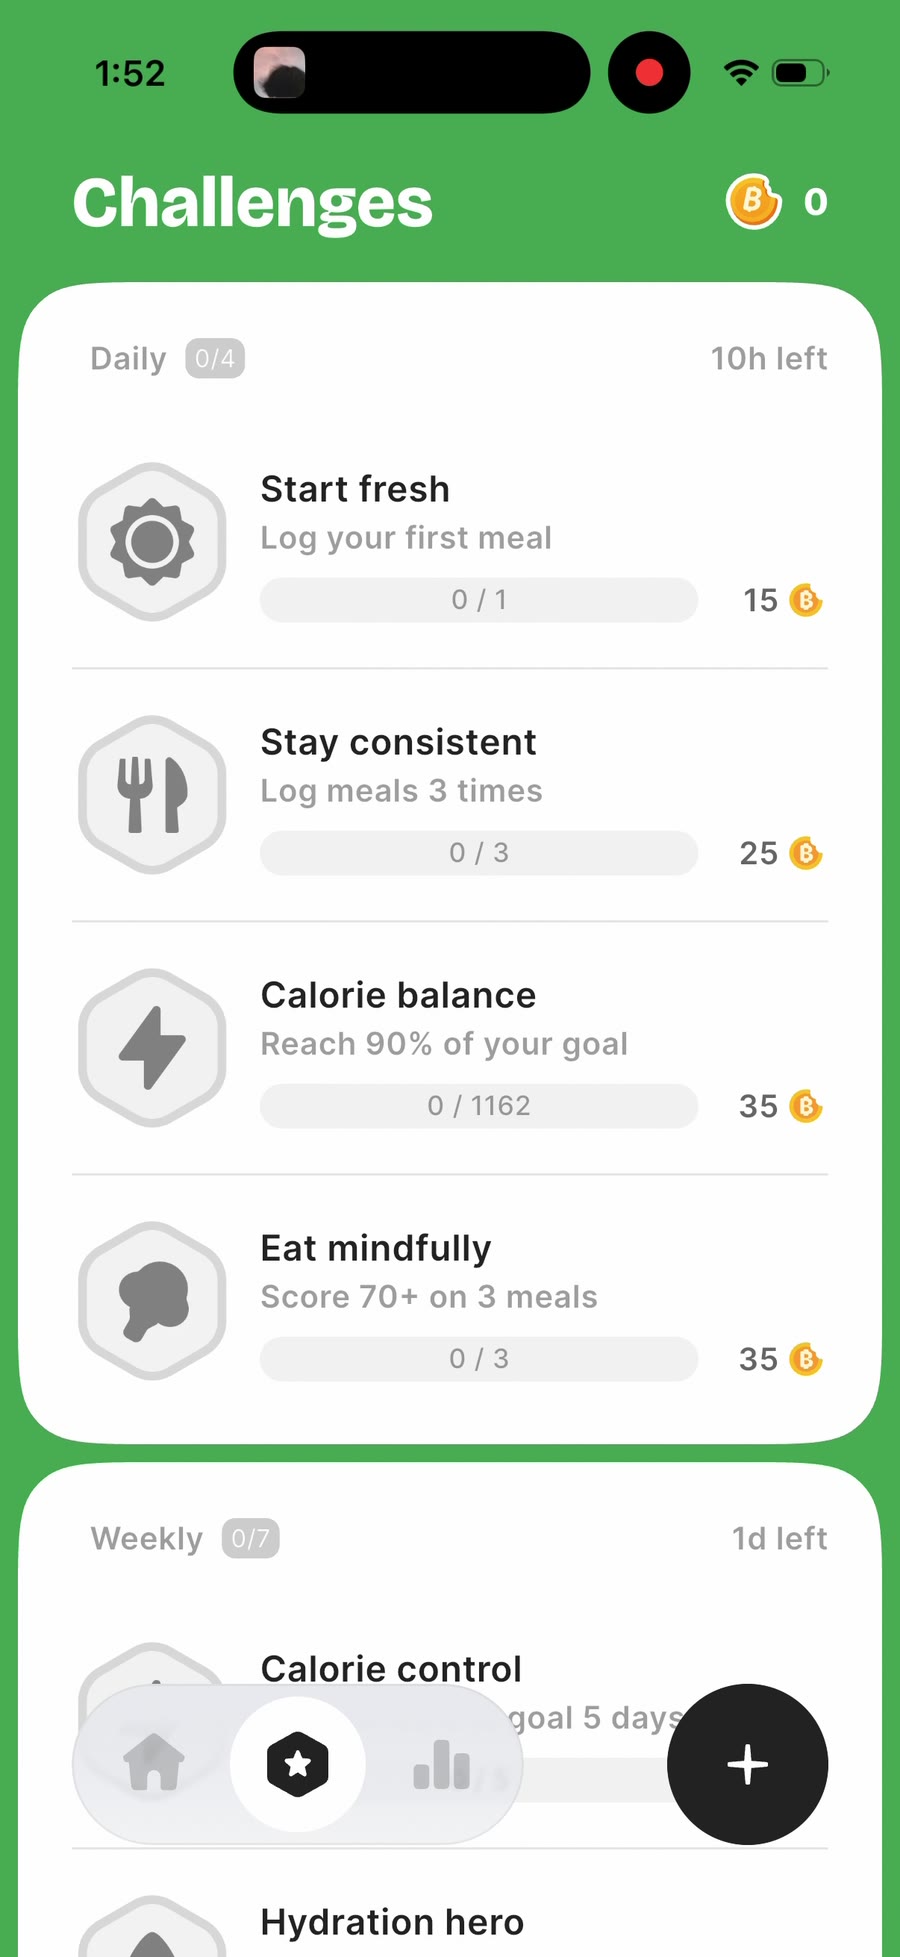 1:52
Challenges
0
Daily 0/4 10h left
Start fresh
Log your first meal
0 / 1 15
Stay consistent
Log meals 3 times
0 / 3 25
Calorie balance
Reach 90% of your goal
0 / 1162 35
Eat mindfully
Score 70+ on 3 meals
0 / 3 35
Weekly 0/7 1d left
Calorie control
goal 5 days
/ 5
Hydration hero